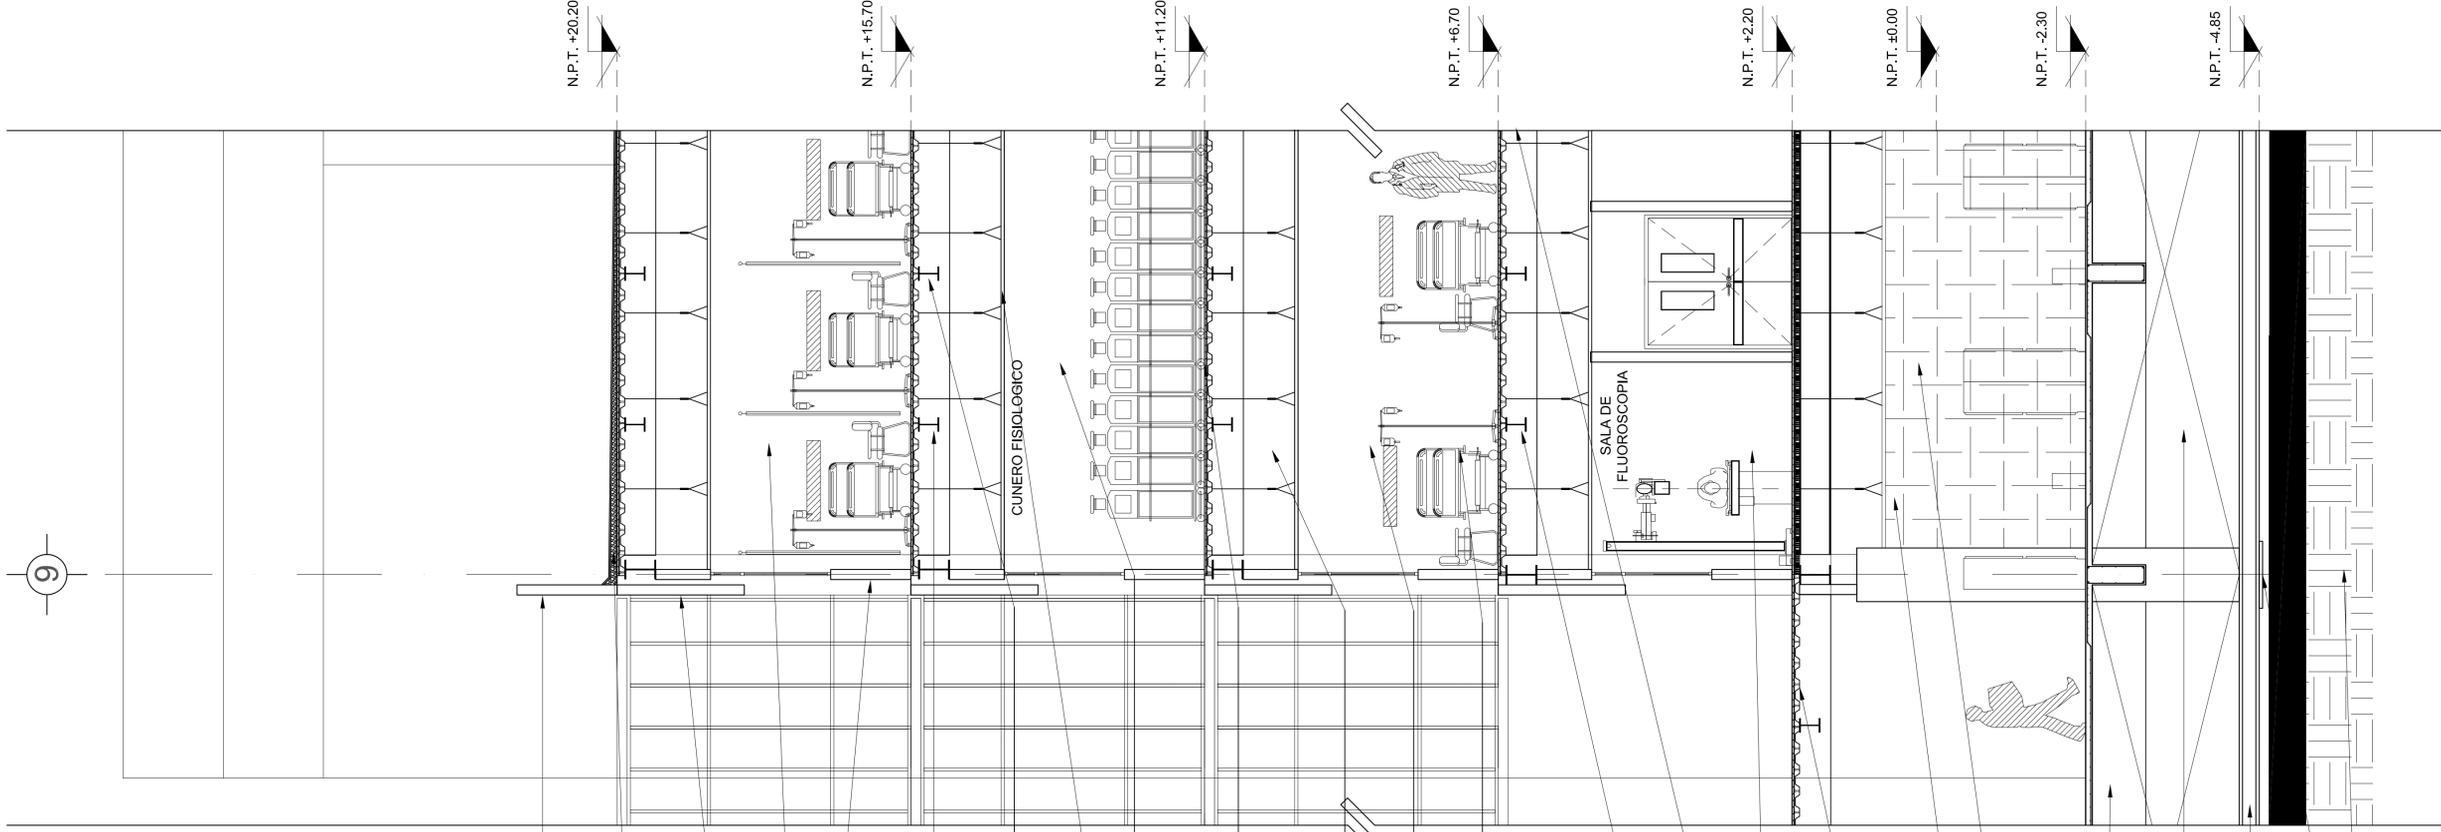 N.P.T. +20.20
N.P.T. +15.70
N.P.T. +11.20
N.P.T. +6.70
N.P.T. +2.20
N.P.T. ±0.00
N.P.T. -2.30
N.P.T. -4.85
CUNERO FISIOLOGICO
SALA DE
FLUOROSCOPIA
9